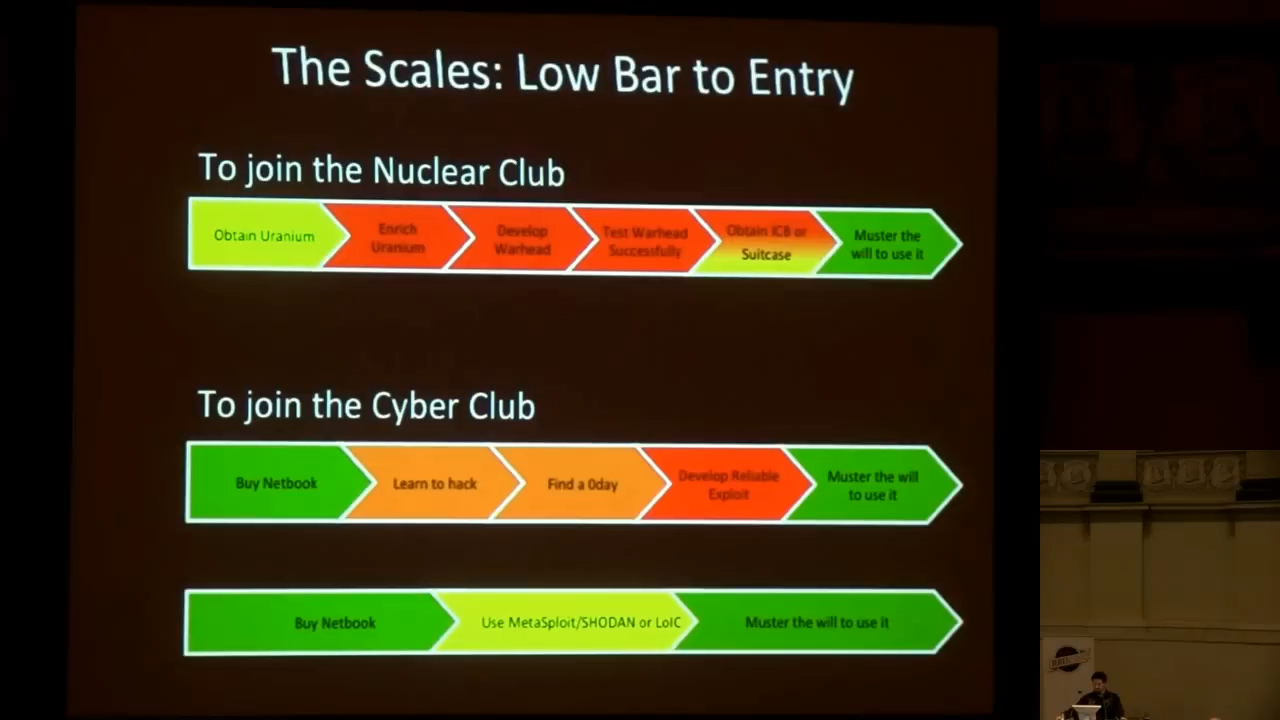 The Scales: Low Bar to Entry
To join the Nuclear Club
Obtain Uranium
Enrich
Uranium
Develop
Warhead
Test Warhead
Successfully
Obtain ICB or
Suitcase
Muster the
will to use it
To join the Cyber Club
Buy Netbook
Learn to hack
Find a 0day
Develop Reliable
Exploit
Muster the will
to use it
Buy Netbook
Use MetaSploit/SHODAN or LoIC
Muster the will to use it